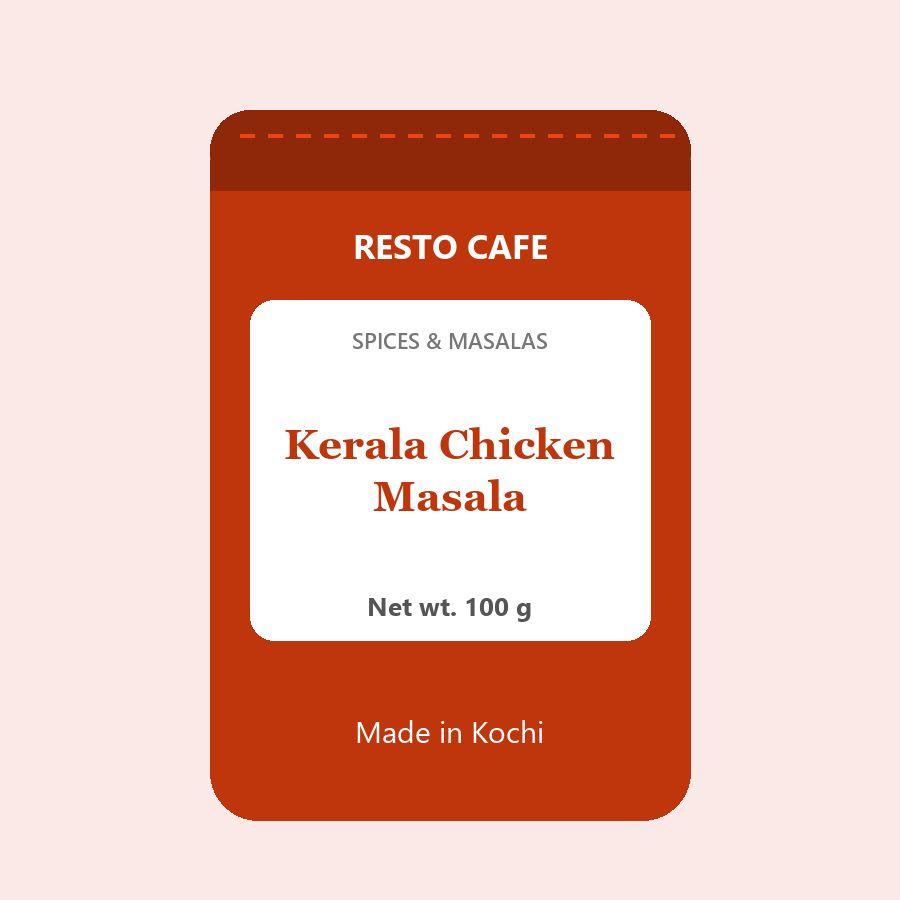 RESTO CAFE
SPICES & MASALAS
Kerala Chicken
Masala
Net wt. 100 g
Made in Kochi